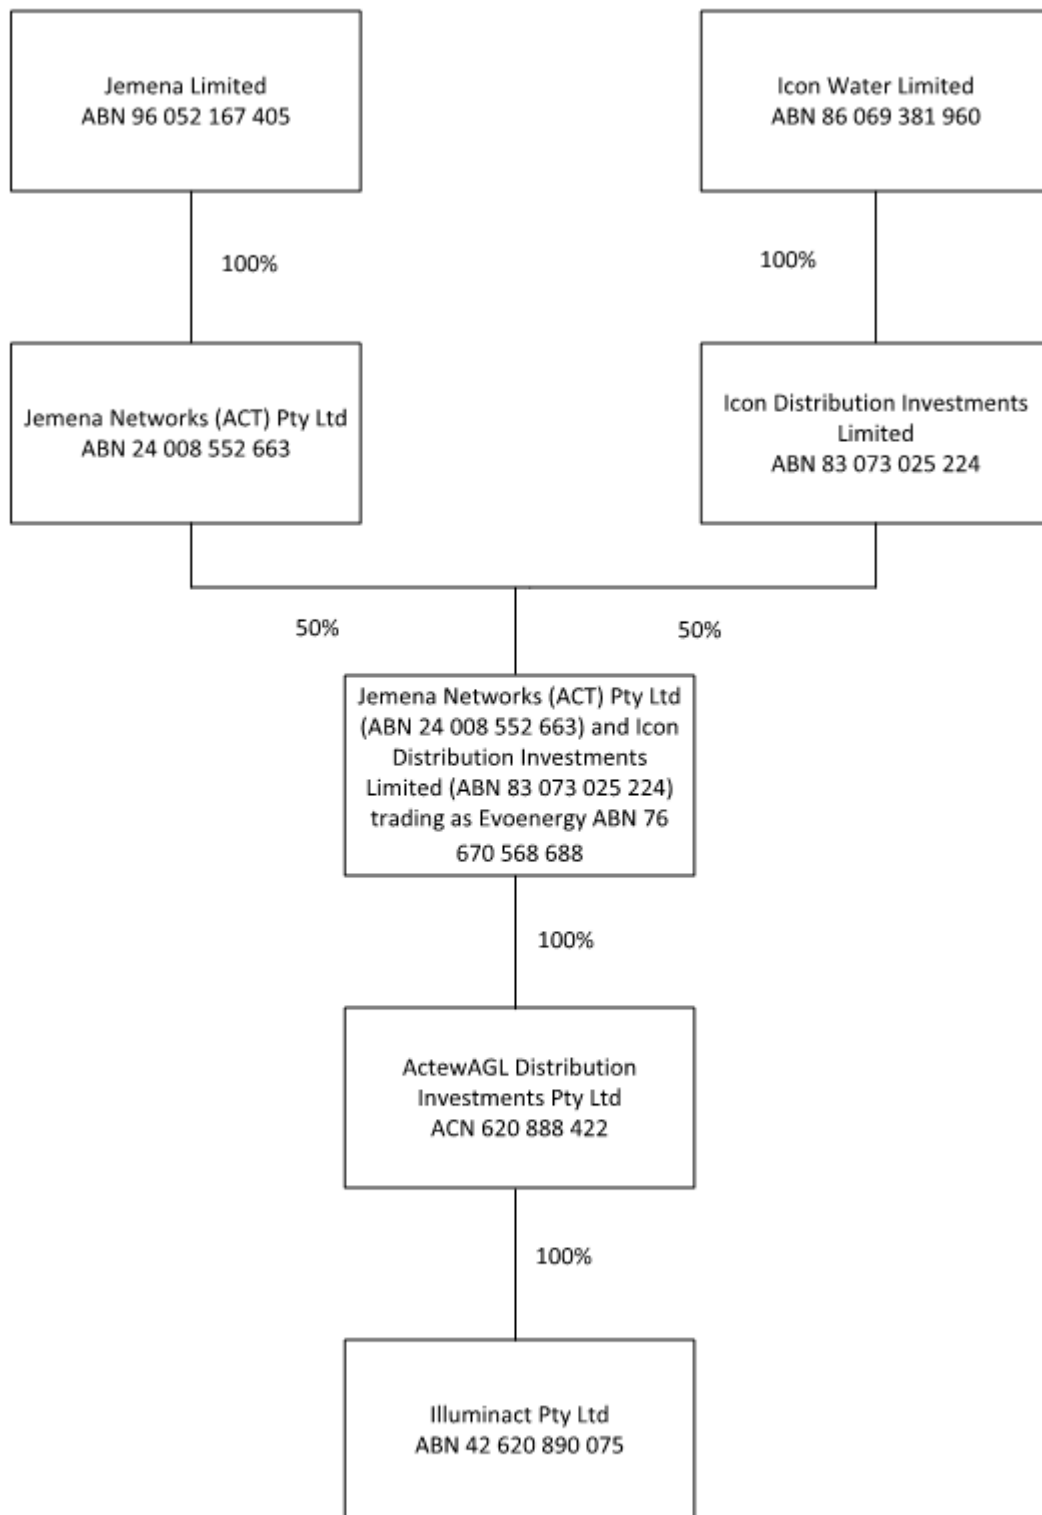 Jemena Limited
ABN 96 052 167 405
Icon Water Limited
ABN 86 069 381 960
100%
100%
Jemena Networks (ACT) Pty Ltd
ABN 24 008 552 663
Icon Distribution Investments
Limited
ABN 83 073 025 224
50%
50%
Jemena Networks (ACT) Pty Ltd
(ABN 24 008 552 663) and Icon
Distribution Investments
Limited (ABN 83 073 025 224)
trading as Evoenergy ABN 76
670 568 688
100%
ActewAGL Distribution
Investments Pty Ltd
ACN 620 888 422
100%
Illuminact Pty Ltd
ABN 42 620 890 075